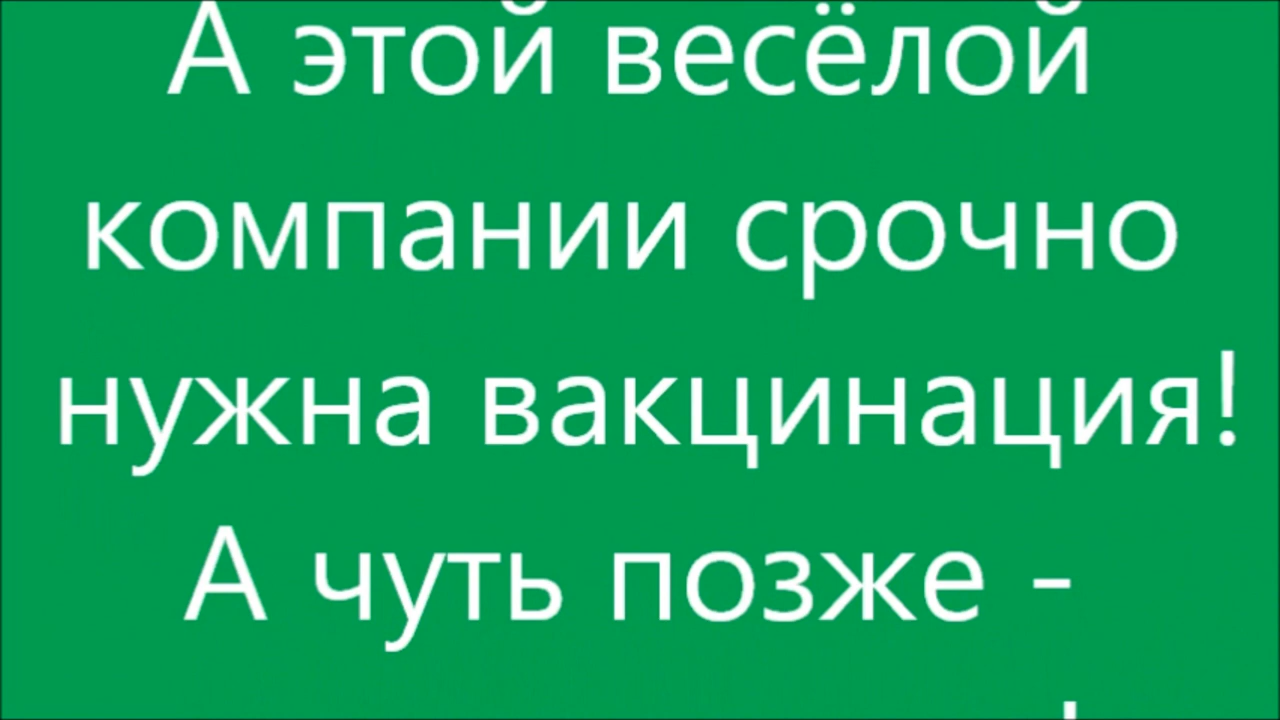 А этой весёлой
компании срочно
нужна вакцинация!
А чуть позже -